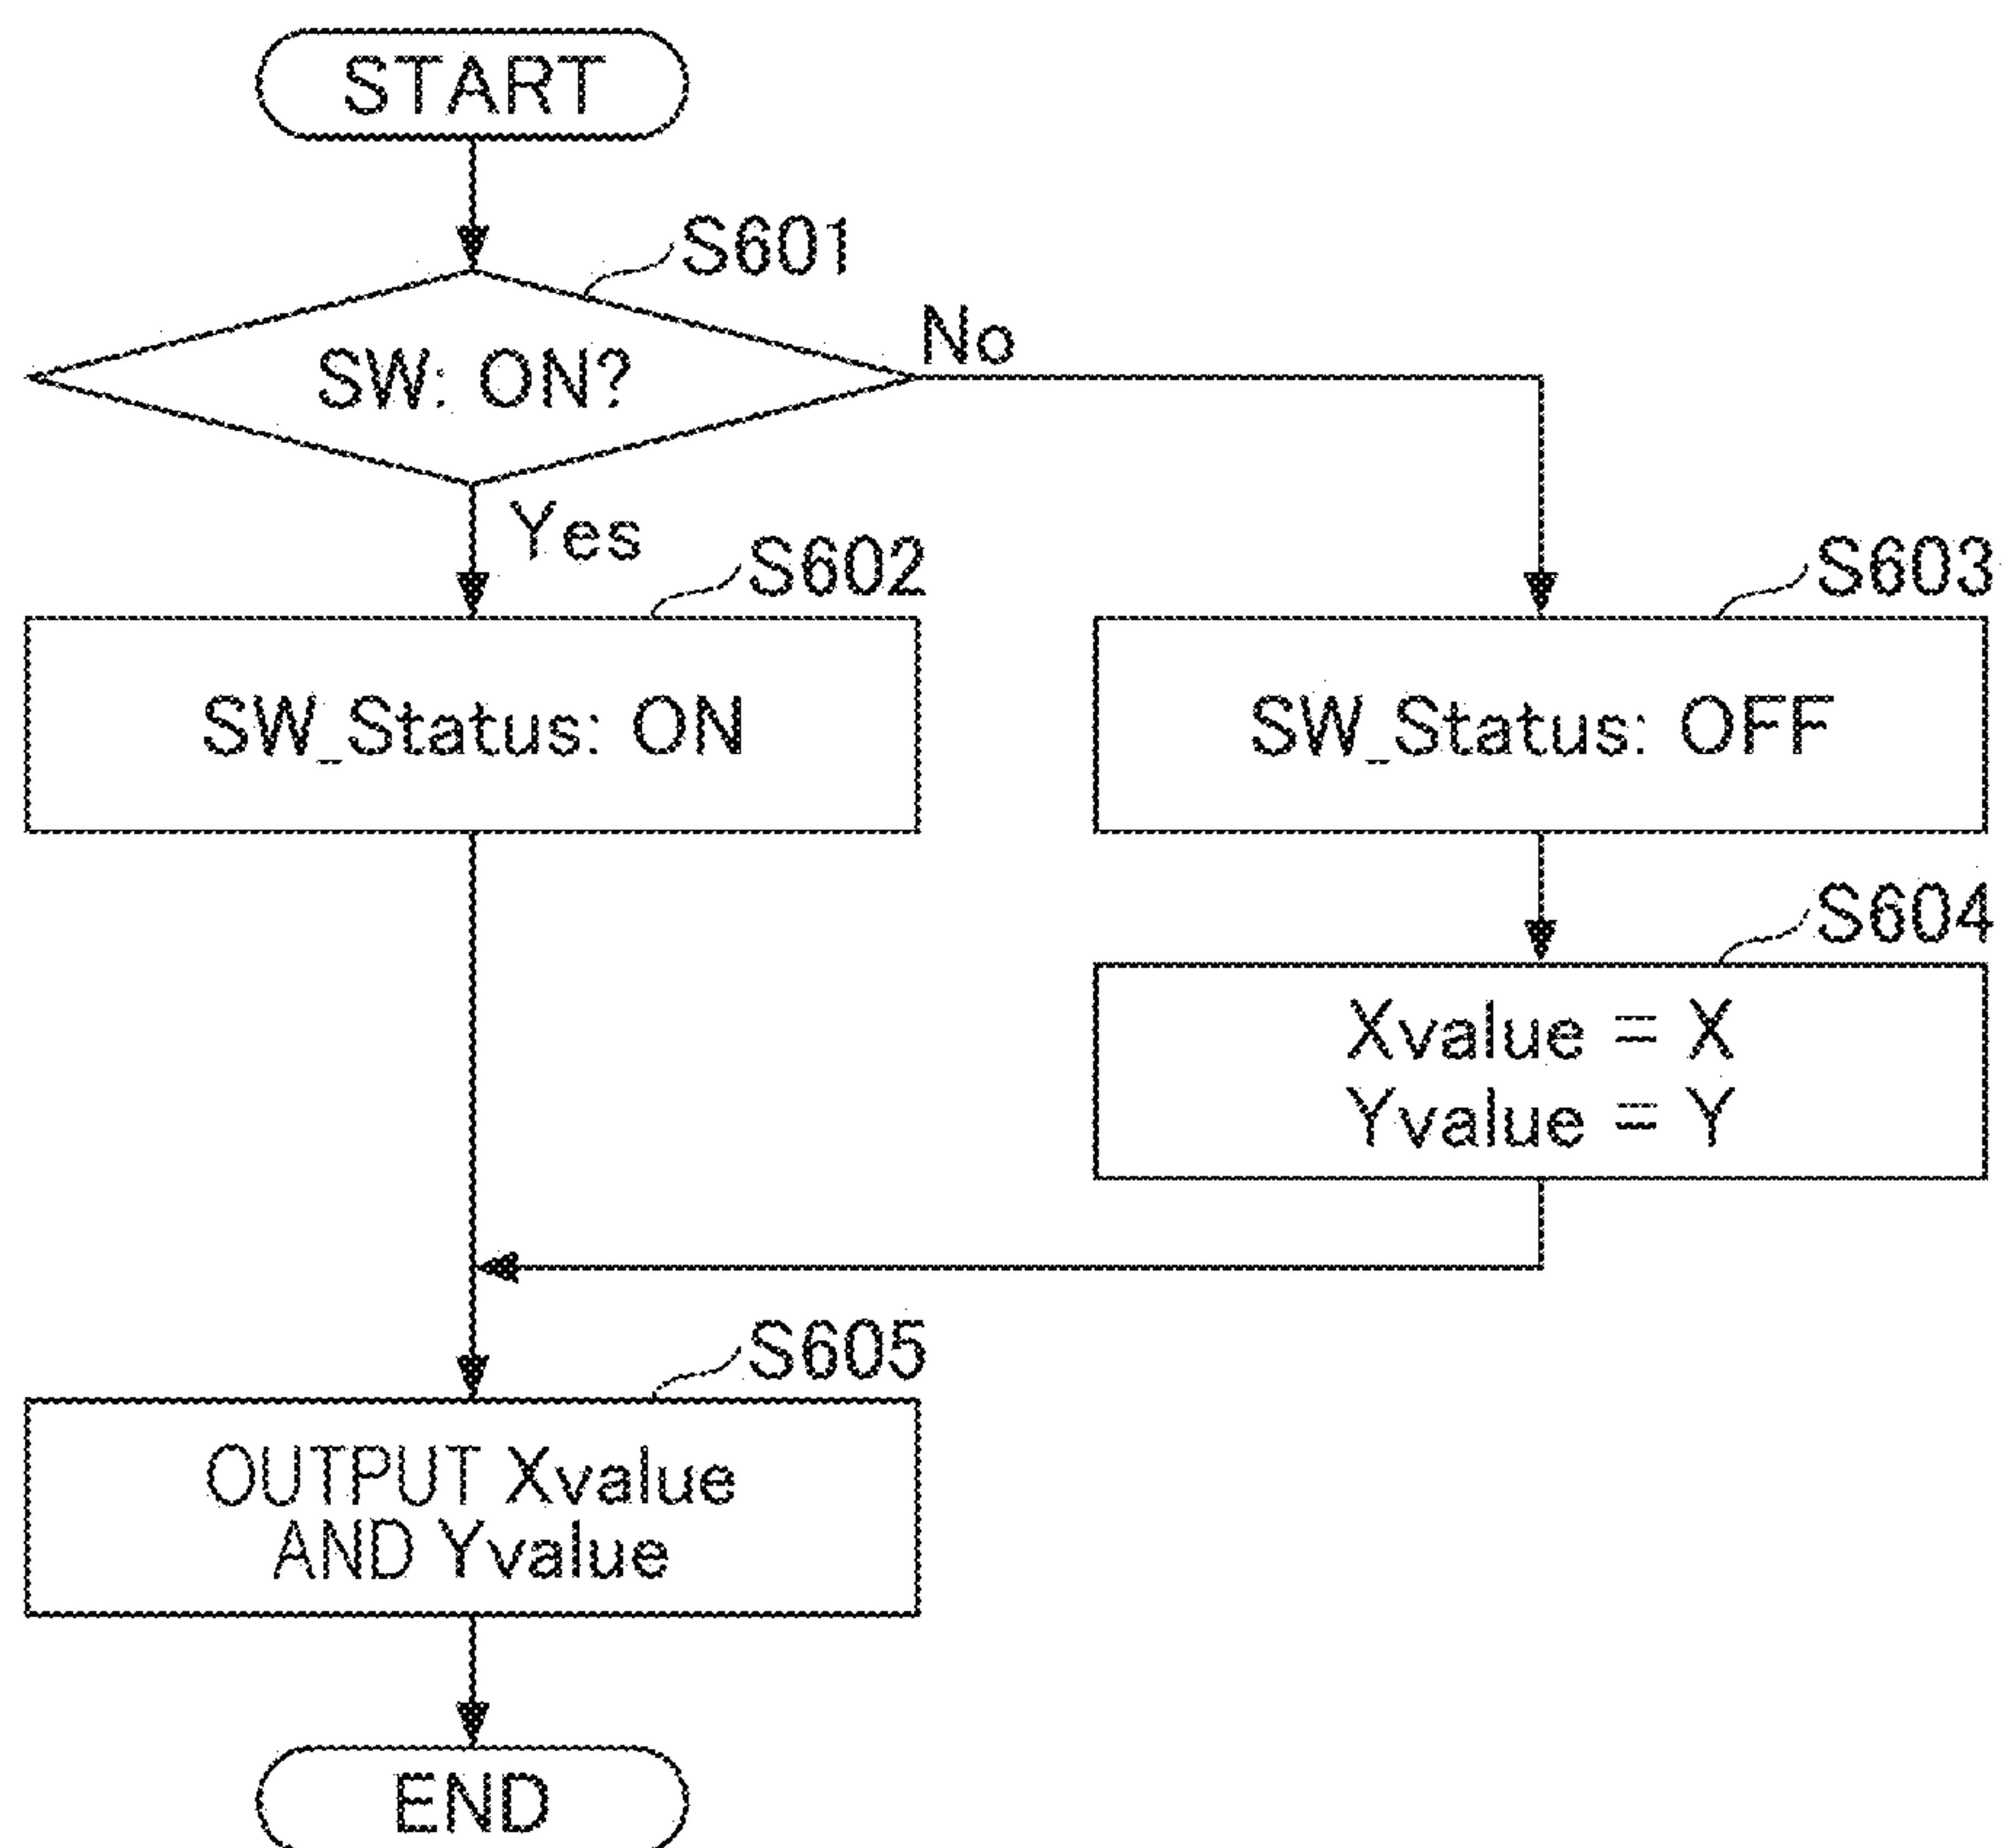 START
S601
SW: ON?
No
Yes
S602
S603
SW_Status: ON
SW_Status: OFF
S604
Xvalue = X
Yvalue = Y
S605
OUTPUT Xvalue
AND Yvalue
END